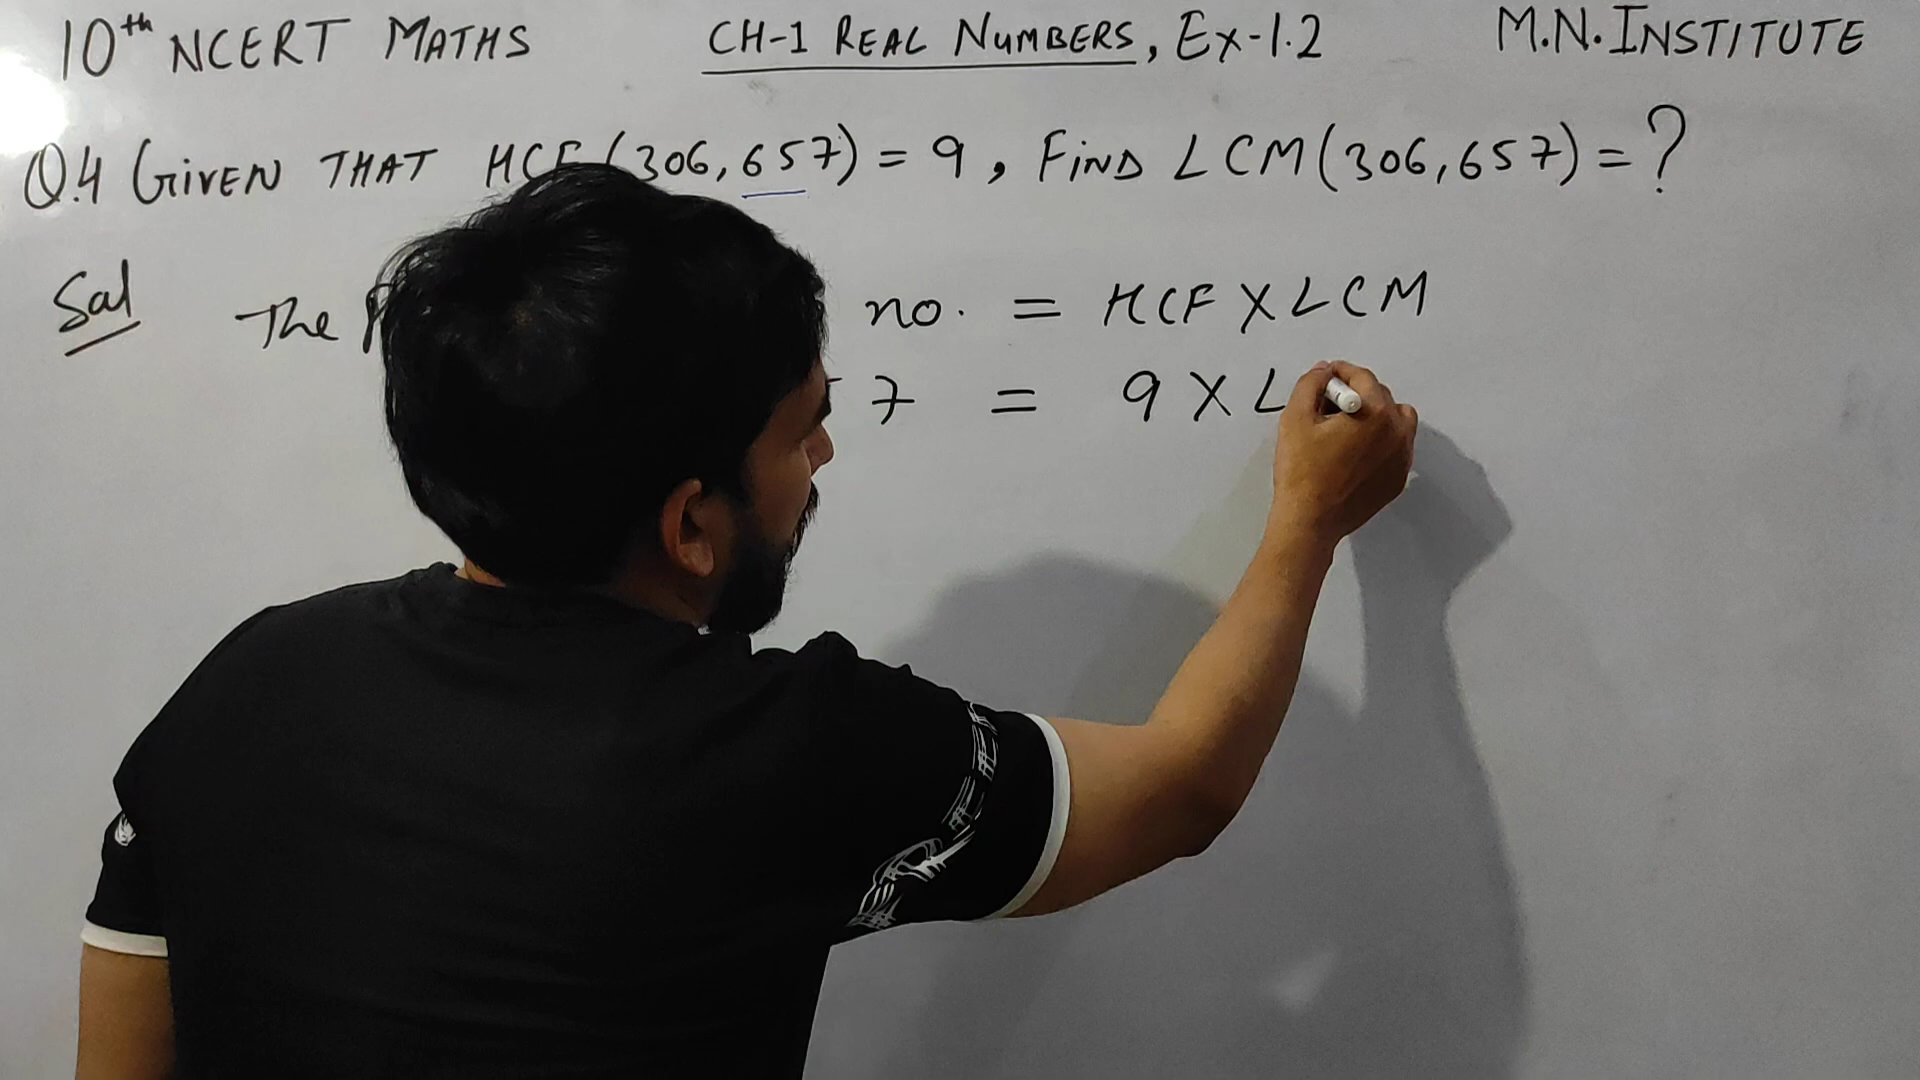 10th NCERT MATHS CH-1 REAL NUMBERS, EX-1.2 M.N. INSTITUTE
Q.4 GIVEN THAT HCF (306,657) = 9, FIND LCM (306,657) = ?
Sol The no. = HCF X LCM
7 = 9 X L